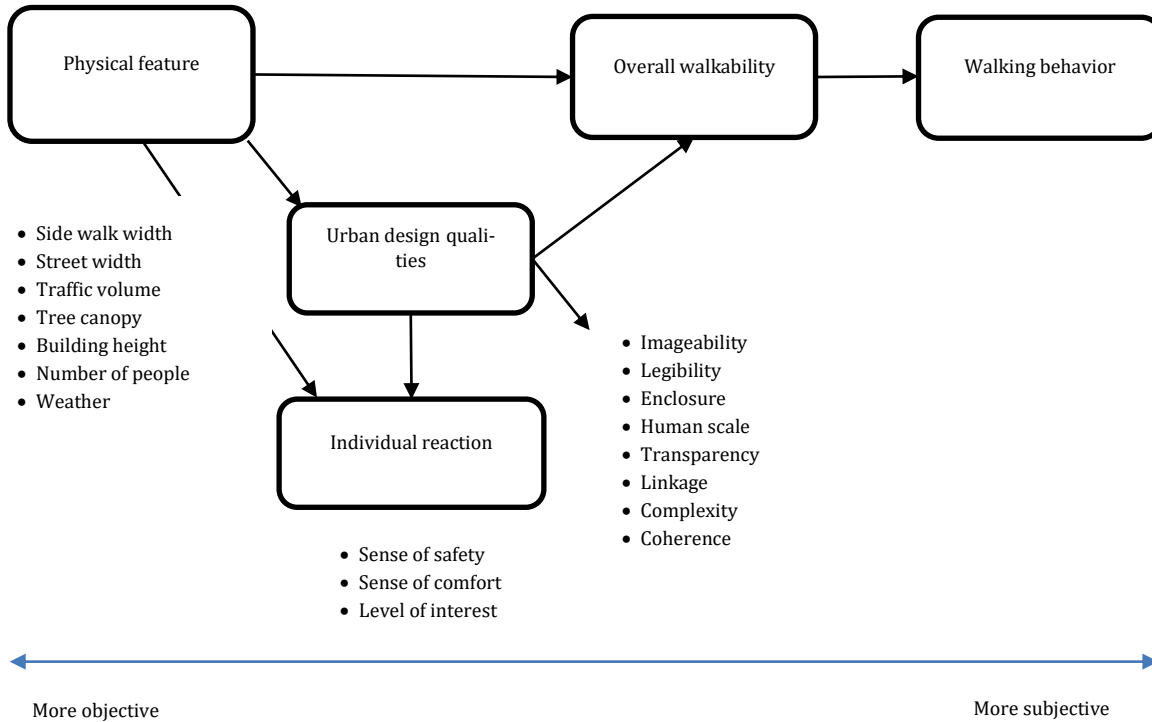 Physical feature
Overall walkability
Walking behavior
Urban design quali-
ties
• Side walk width
• Street width
• Traffic volume
• Tree canopy
• Building height
• Number of people
• Weather
• Imageability
• Legibility
• Enclosure
• Human scale
• Transparency
• Linkage
• Complexity
• Coherence
Individual reaction
• Sense of safety
• Sense of comfort
• Level of interest
More objective
More subjective